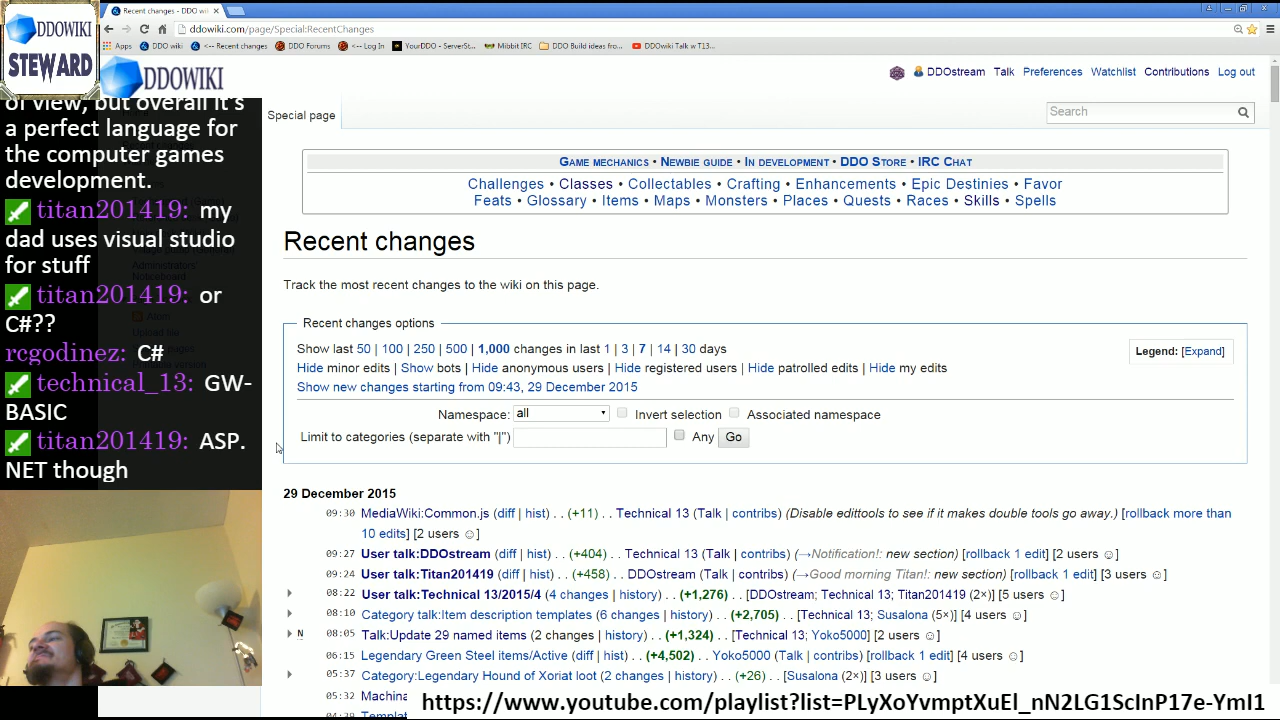 DDOWIKI
STEWARD
of view, but overall it's
a perfect language for
the computer games
development.
titan201419: my
dad uses visual studio
for stuff
titan201419: or
C#??
rcgodinez: C#
technical_13: GW-
BASIC
titan201419: ASP.
NET though
Recent changes - DDO wi
ddowiki.com/page/Special:RecentChanges
Apps DDO wiki <-- Recent changes DDO Forums <-- Log In YourDDO - ServerSt... Mibbit IRC DDO Build ideas fro... DDOwiki Talk w T13...
DDOWIKI
DDOstream Talk Preferences Watchlist Contributions Log out
Special page
Search
Game mechanics • Newbie guide • In development • DDO Store • IRC Chat
Challenges • Classes • Collectables • Crafting • Enhancements • Epic Destinies • Favor
Feats • Glossary • Items • Maps • Monsters • Places • Quests • Races • Skills • Spells
Recent changes
Track the most recent changes to the wiki on this page.
Administrators'
Noticeboard
Atom
Upload file
Recent changes options
Show last 50 | 100 | 250 | 500 | 1,000 changes in last 1 | 3 | 7 | 14 | 30 days
Legend: [Expand]
Hide minor edits | Show bots | Hide anonymous users | Hide registered users | Hide patrolled edits | Hide my edits
Show new changes starting from 09:43, 29 December 2015
Namespace: all Invert selection Associated namespace
Limit to categories (separate with "|") Any Go
29 December 2015
09:30 MediaWiki:Common.js (diff | hist) . . (+11) . . Technical 13 (Talk | contribs) (Disable edittools to see if it makes double tools go away.) [rollback more than
10 edits] [2 users ☺]
09:27 User talk:DDOstream (diff | hist) . . (+404) . . Technical 13 (Talk | contribs) (→Notification!: new section) [rollback 1 edit] [2 users ☺]
09:24 User talk:Titan201419 (diff | hist) . . (+458) . . DDOstream (Talk | contribs) (→Good morning Titan!: new section) [rollback 1 edit] [3 users ☺]
08:22 User talk:Technical 13/2015/4 (4 changes | history) . . (+1,276) . . [DDOstream; Technical 13; Titan201419 (2×)] [5 users ☺]
08:10 Category talk:Item description templates (6 changes | history) . . (+2,705) . . [Technical 13; Susalona (5×)] [4 users ☺]
N 08:05 Talk:Update 29 named items (2 changes | history) . . (+1,324) . . [Technical 13; Yoko5000] [2 users ☺]
06:15 Legendary Green Steel items/Active (diff | hist) . . (+4,502) . . Yoko5000 (Talk | contribs) [rollback 1 edit] [4 users ☺]
05:37 Category:Legendary Hound of Xoriat loot (2 changes | history) . . (+26) . . [Susalona (2×)] [3 users ☺]
05:32 Machina
https://www.youtube.com/playlist?list=PLyXoYvmptXuEl_nN2LG1ScInP17e-YmI1